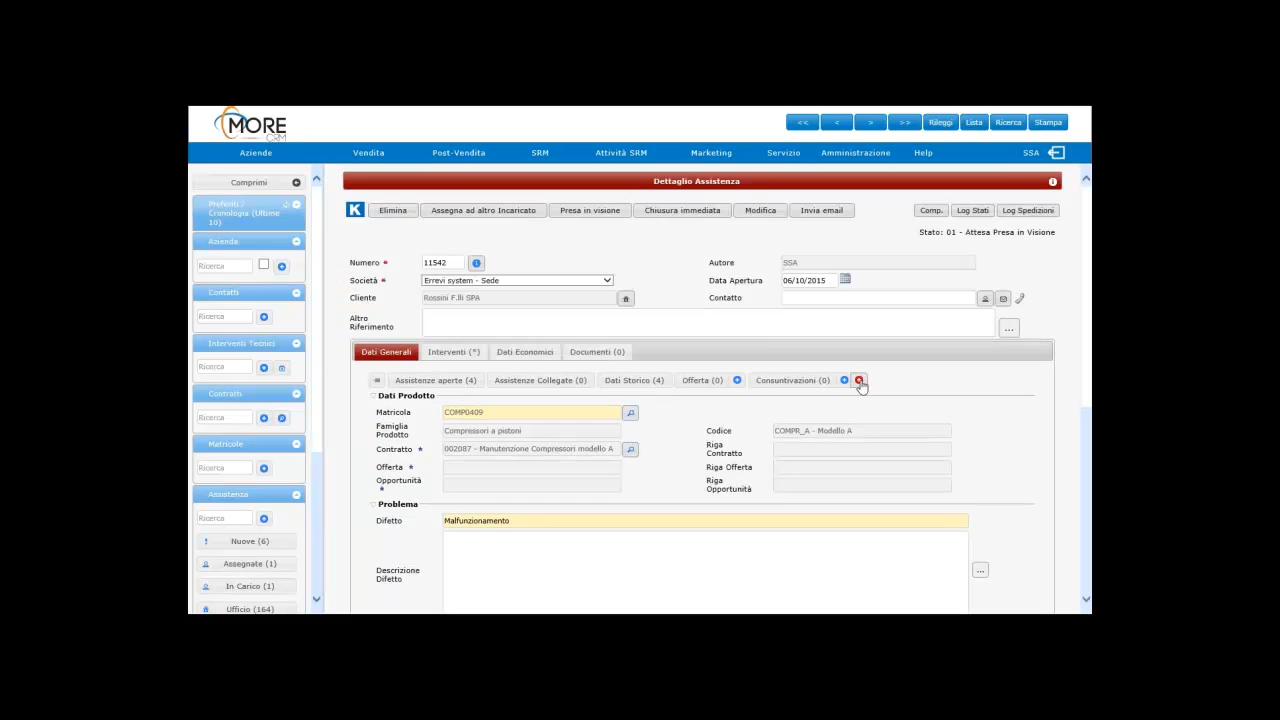 MORE
CRM
<< < > >> Rileggi Lista Ricerca Stampa
Aziende Vendita Post-Vendita SRM Attività SRM Marketing Servizio Amministrazione Help SSA
Comprimi
Preferiti /
Cronologia (Ultime
10)
Azienda
Ricerca
Contatti
Ricerca
Interventi Tecnici
Ricerca
Contratti
Ricerca
Matricole
Ricerca
Assistenza
Ricerca
Nuove (6)
Assegnate (1)
In Carico (1)
Ufficio (164)
Dettaglio Assistenza
K Elimina Assegna ad altro Incaricato Presa in visione Chiusura immediata Modifica Invia email Comp. Log Stati Log Spedizioni
Stato: 01 - Attesa Presa in Visione
Numero * 11542 Autore SSA
Società * Errevi system - Sede Data Apertura 06/10/2015
Cliente Rossini F.lli SPA Contatto
Altro
Riferimento ...
Dati Generali Interventi (*) Dati Economici Documenti (0)
Assistenze aperte (4) Assistenze Collegate (0) Dati Storico (4) Offerta (0) Consuntivazioni (0)
Dati Prodotto
Matricola COMP0409
Famiglia
Prodotto Compressori a pistoni Codice COMPR_A - Modello A
Contratto * 002087 - Manutenzione Compressori modello A Riga
Contratto
Offerta * Riga Offerta
Opportunità
* Riga
Opportunità
Problema
Difetto Malfunzionamento
Descrizione
Difetto ...